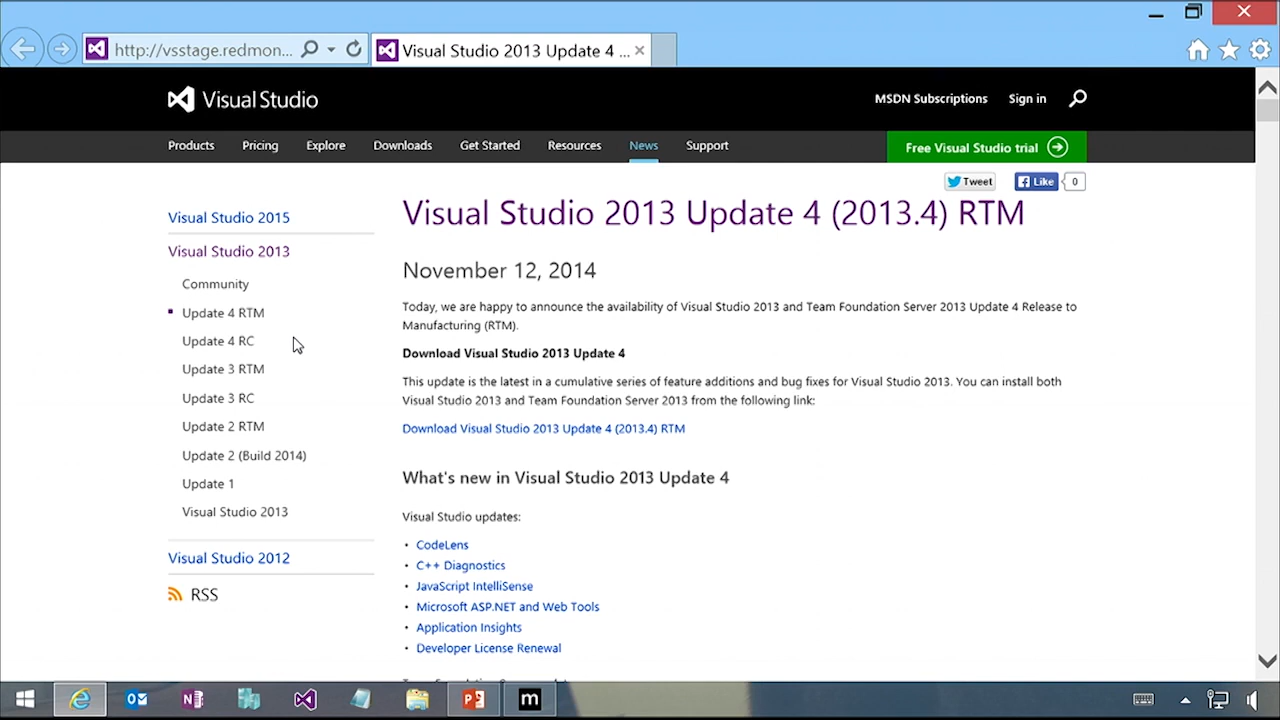 http://vsstage.redmon...
Visual Studio 2013 Update 4 ...
Visual Studio
MSDN Subscriptions
Sign in
Products
Pricing
Explore
Downloads
Get Started
Resources
News
Support
Free Visual Studio trial
Tweet
Like
0
Visual Studio 2015
Visual Studio 2013
Community
Update 4 RTM
Update 4 RC
Update 3 RTM
Update 3 RC
Update 2 RTM
Update 2 (Build 2014)
Update 1
Visual Studio 2013
Visual Studio 2012
RSS
Visual Studio 2013 Update 4 (2013.4) RTM
November 12, 2014
Today, we are happy to announce the availability of Visual Studio 2013 and Team Foundation Server 2013 Update 4 Release to
Manufacturing (RTM).
Download Visual Studio 2013 Update 4
This update is the latest in a cumulative series of feature additions and bug fixes for Visual Studio 2013. You can install both
Visual Studio 2013 and Team Foundation Server 2013 from the following link:
Download Visual Studio 2013 Update 4 (2013.4) RTM
What's new in Visual Studio 2013 Update 4
Visual Studio updates:
• CodeLens
• C++ Diagnostics
• JavaScript IntelliSense
• Microsoft ASP.NET and Web Tools
• Application Insights
• Developer License Renewal
m